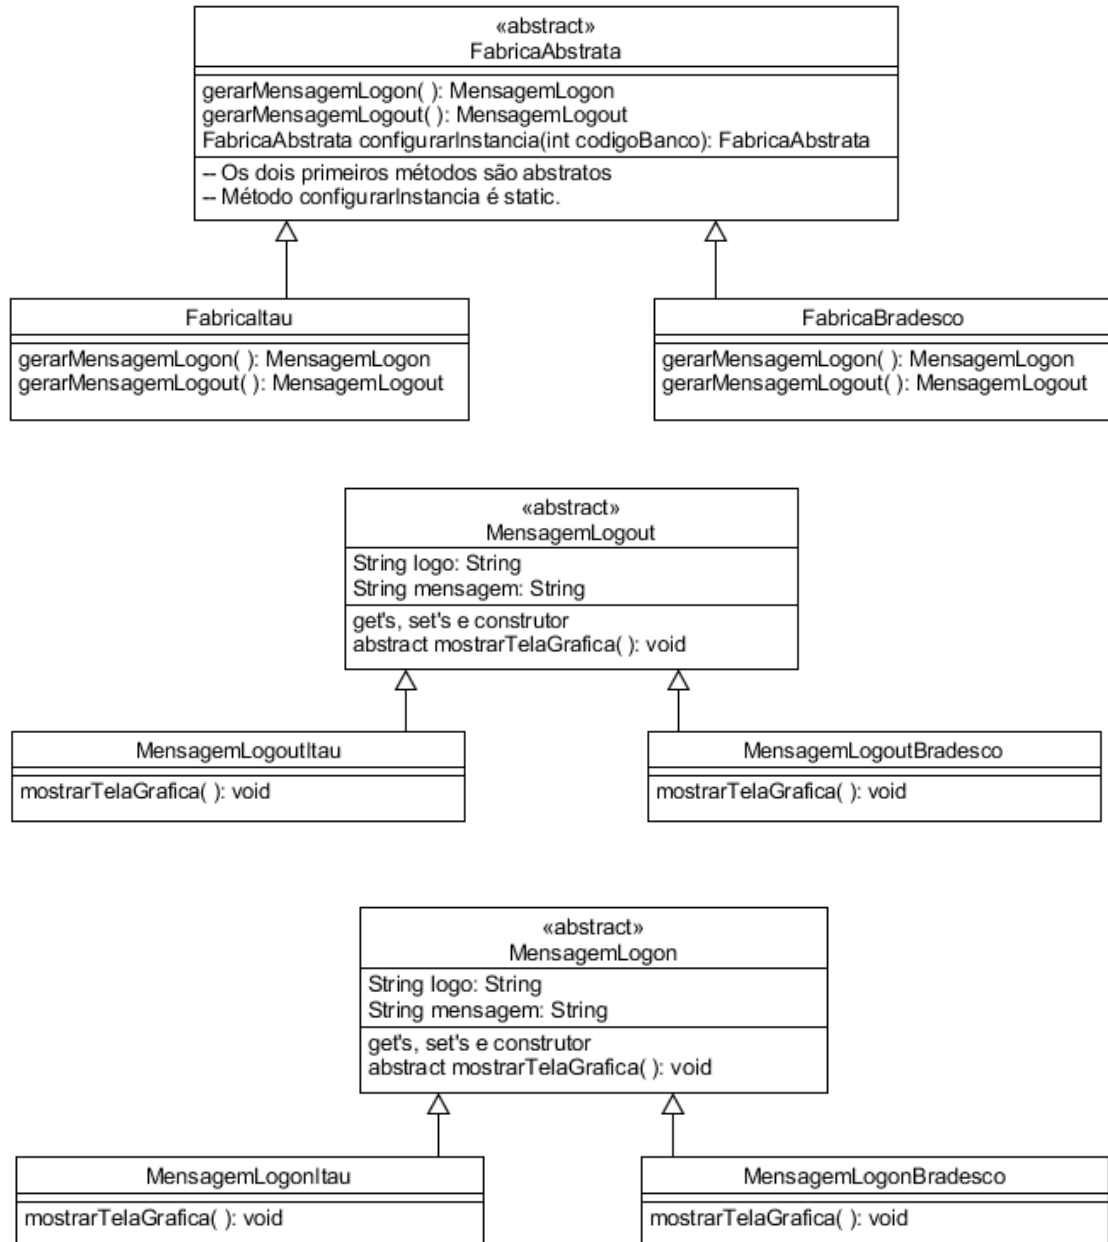 «abstract»
FabricaAbstrata
gerarMensagemLogon( ): MensagemLogon
gerarMensagemLogout( ): MensagemLogout
FabricaAbstrata configurarInstancia(int codigoBanco): FabricaAbstrata
-- Os dois primeiros métodos são abstratos
-- Método configurarInstancia é static.
FabricaItau
gerarMensagemLogon( ): MensagemLogon
gerarMensagemLogout( ): MensagemLogout
FabricaBradesco
gerarMensagemLogon( ): MensagemLogon
gerarMensagemLogout( ): MensagemLogout
«abstract»
MensagemLogout
String logo: String
String mensagem: String
get's, set's e construtor
abstract mostrarTelaGrafica( ): void
MensagemLogoutItau
mostrarTelaGrafica( ): void
MensagemLogoutBradesco
mostrarTelaGrafica( ): void
«abstract»
MensagemLogon
String logo: String
String mensagem: String
get's, set's e construtor
abstract mostrarTelaGrafica( ): void
MensagemLogonItau
mostrarTelaGrafica( ): void
MensagemLogonBradesco
mostrarTelaGrafica( ): void